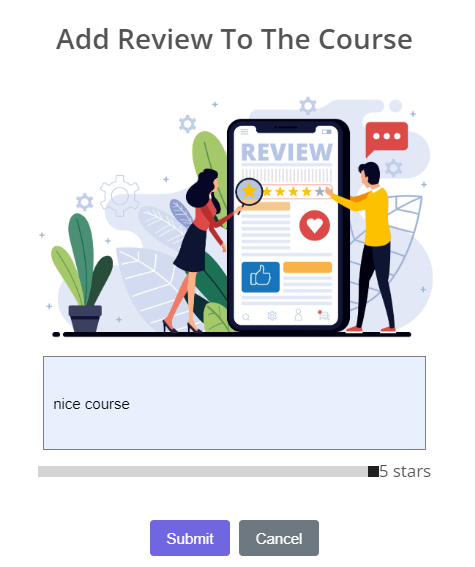 Add Review To The Course
REVIEW
nice course
5 stars
Submit
Cancel